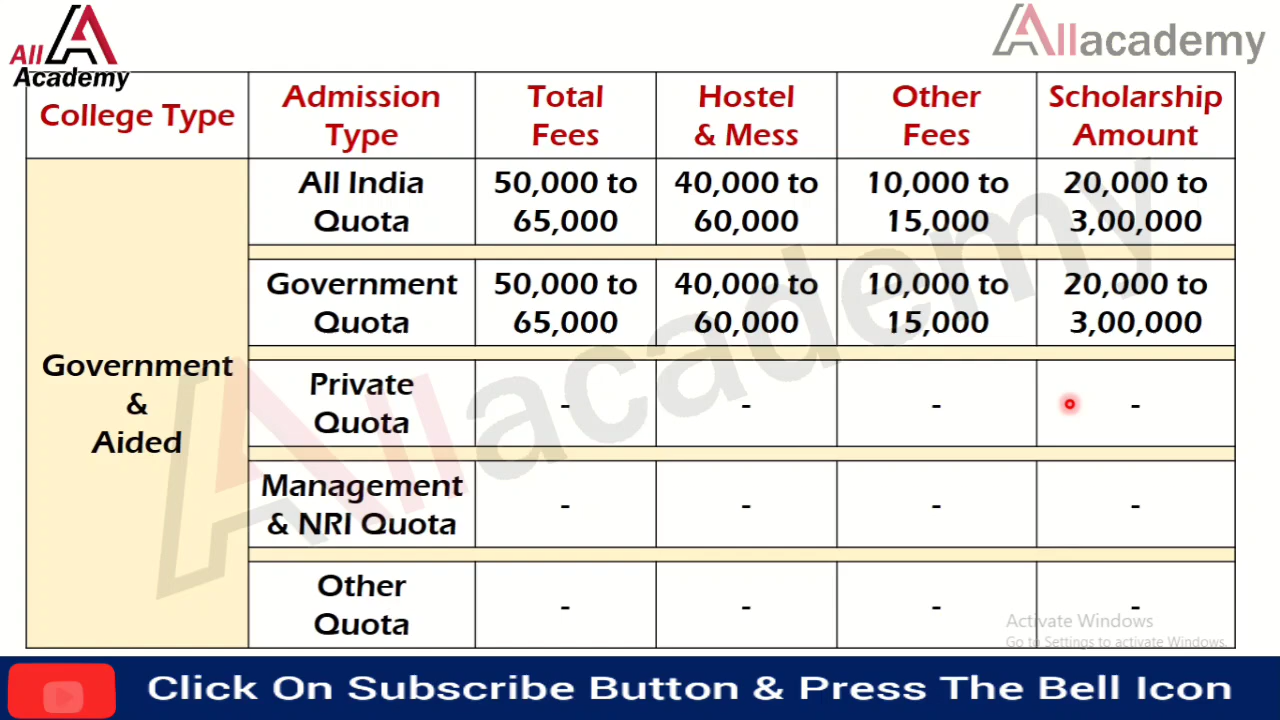 All
Academy
Allacademy
College Type
Admission
Type
Total
Fees
Hostel
& Mess
Other
Fees
Scholarship
Amount
Government
&
Aided
All India
Quota
50,000 to
65,000
40,000 to
60,000
10,000 to
15,000
20,000 to
3,00,000
Government
Quota
50,000 to
65,000
40,000 to
60,000
10,000 to
15,000
20,000 to
3,00,000
Private
Quota
-
-
-
-
Management
& NRI Quota
-
-
-
-
Other
Quota
-
-
-
-
Allacademy
Activate Windows
Go to Settings to activate Windows.
Click On Subscribe Button & Press The Bell Icon